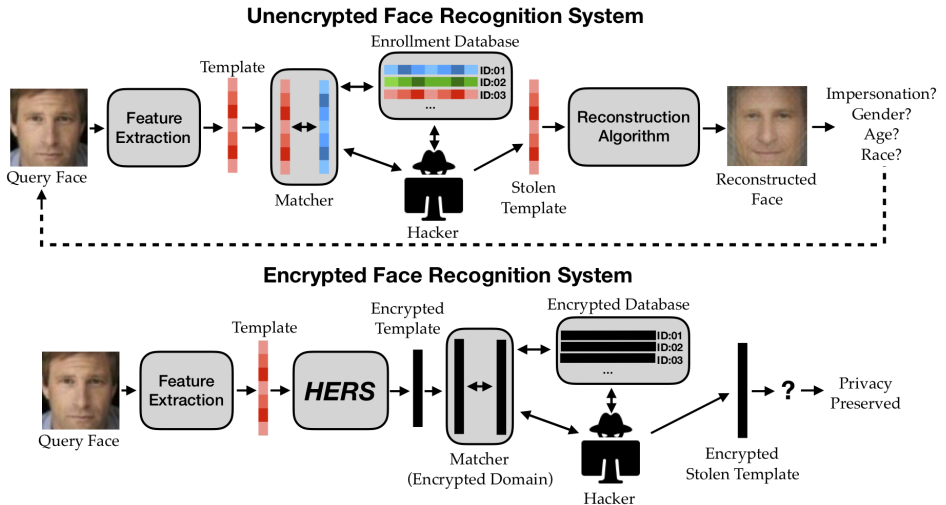 Unencrypted Face Recognition System
Enrollment Database
Template
ID:01
ID:02
ID:03
...
Feature
Extraction
Reconstruction
Algorithm
Impersonation?
Gender?
Age?
Race?
Query Face
Matcher
Hacker
Stolen
Template
Reconstructed
Face
Encrypted Face Recognition System
Encrypted
Template
Encrypted Database
Template
ID:01
ID:02
ID:03
...
Feature
Extraction
HERS
?
Privacy
Preserved
Query Face
Matcher
(Encrypted Domain)
Hacker
Encrypted
Stolen Template